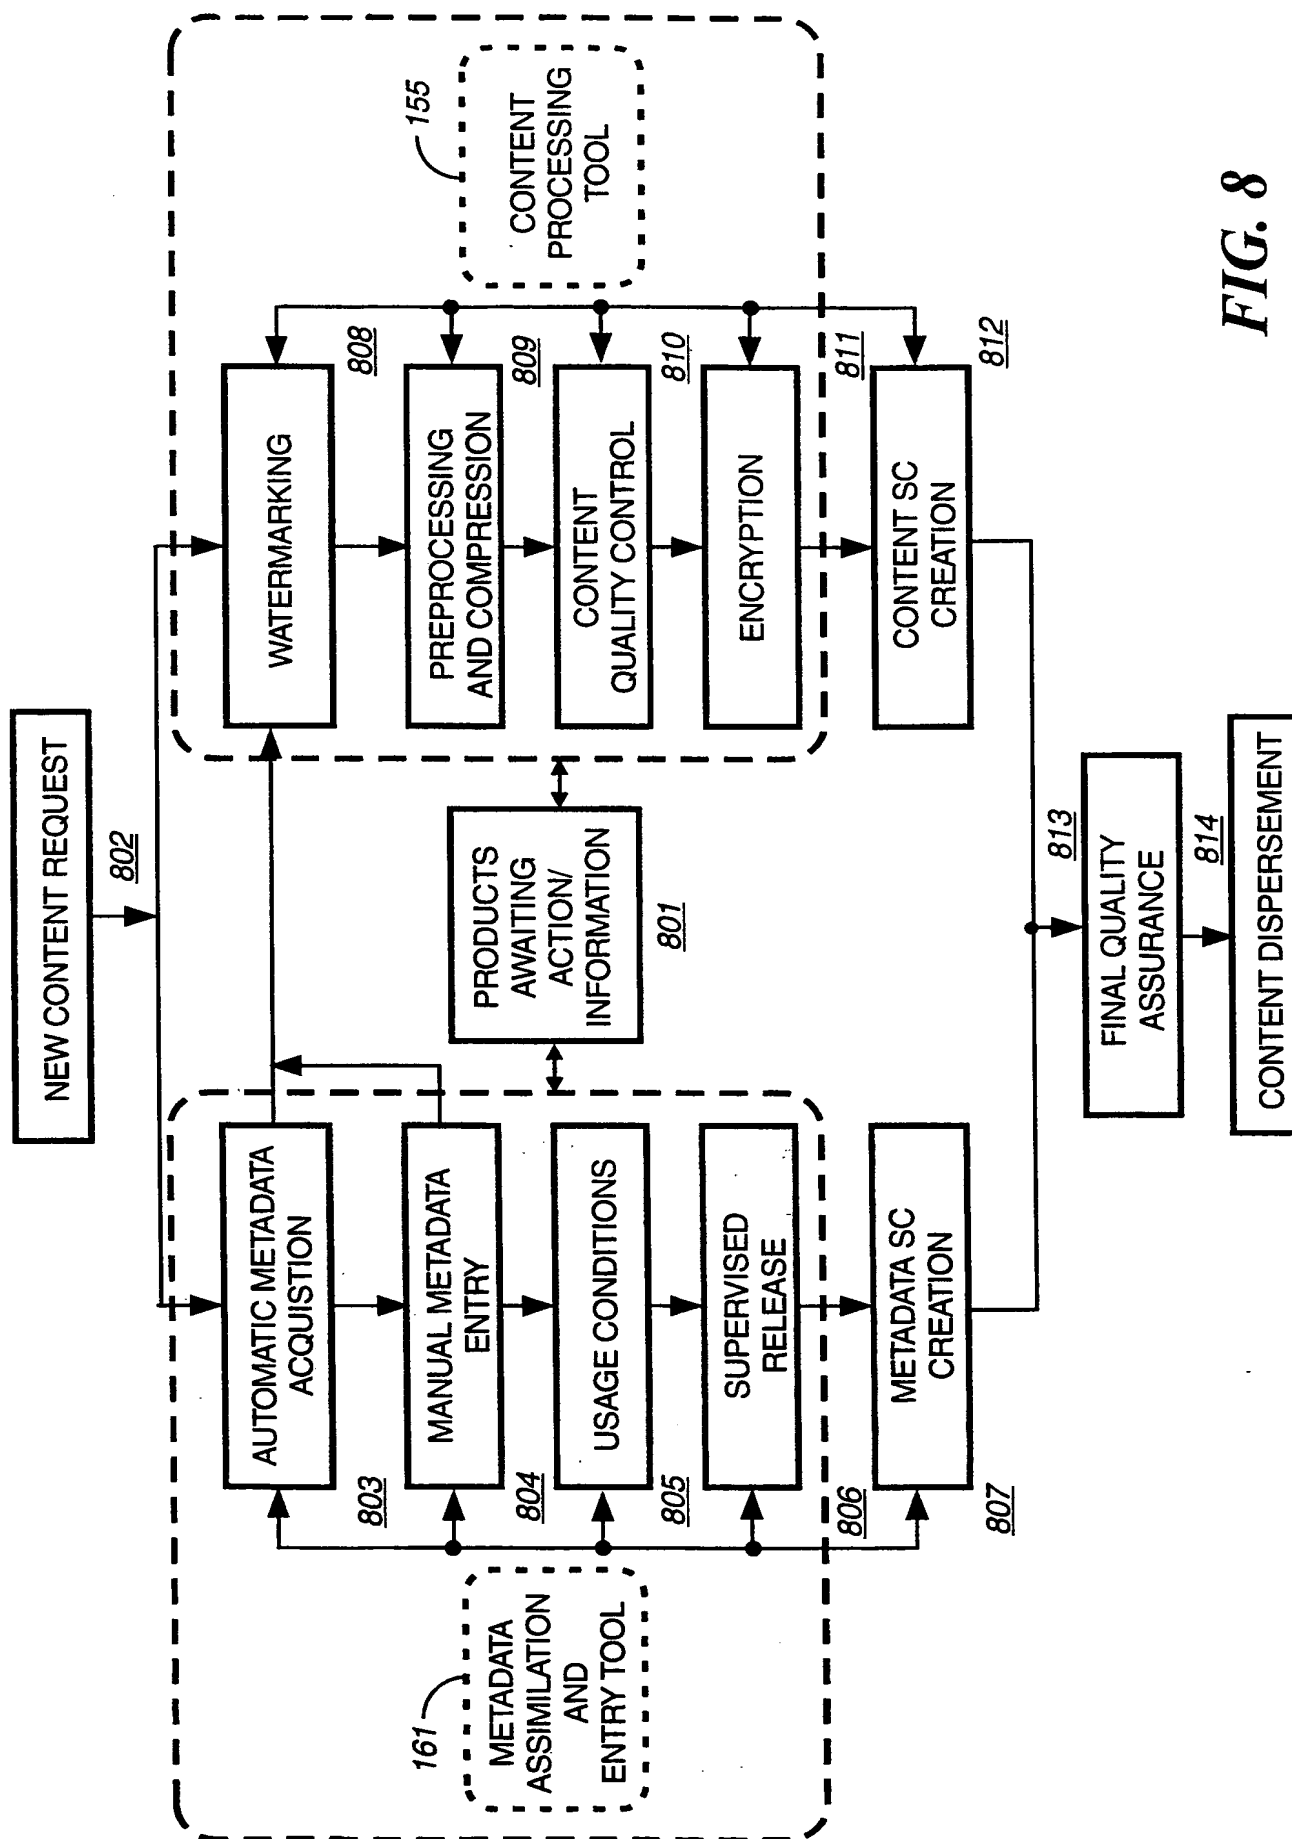 NEW CONTENT REQUEST
802
AUTOMATIC METADATA
ACQUISTION
803
MANUAL METADATA
ENTRY
804
USAGE CONDITIONS
805
SUPERVISED
RELEASE
806
METADATA SC
CREATION
807
161
METADATA
ASSIMILATION
AND
ENTRY TOOL
PRODUCTS
AWAITING
ACTION/
INFORMATION
801
WATERMARKING
808
PREPROCESSING
AND COMPRESSION
809
CONTENT
QUALITY CONTROL
810
ENCRYPTION
811
CONTENT SC
CREATION
812
155
CONTENT
PROCESSING
TOOL
813
FINAL QUALITY
ASSURANCE
814
CONTENT DISPERSEMENT
FIG. 8